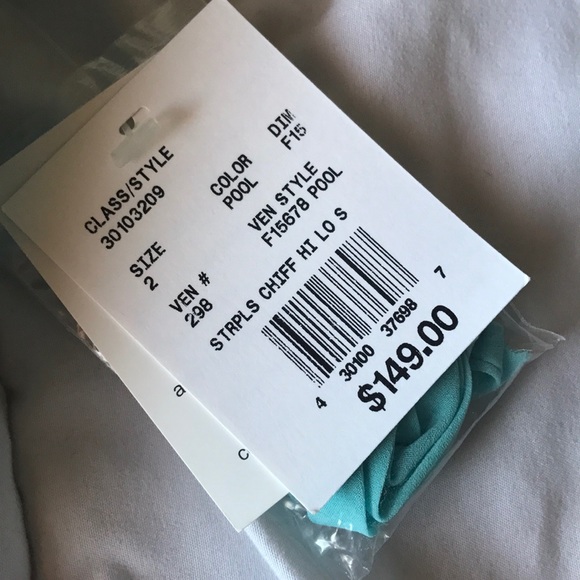 CLASS/STYLE
30103209
COLOR
POOL
DIM
F15
SIZE
2
VEN #
298
VEN STYLE
F15678 POOL
STRPLS CHIFF HI LO S
4 30100 37698 7
$149.00
a
c